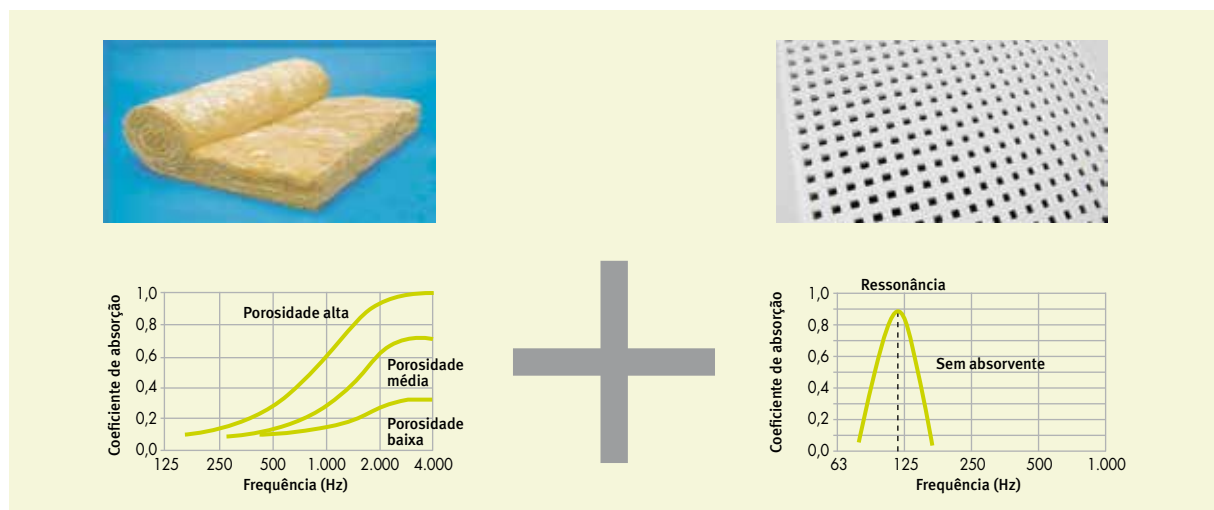 Coeficiente de absorção
1,0
0,8
0,6
0,4
0,2
0,0
Porosidade alta
Porosidade
média
Porosidade
baixa
125 250 500 1.000 2.000 4.000
Frequência (Hz)
Coeficiente de absorção
1,0
0,8
0,6
0,4
0,2
0,0
Ressonância
Sem absorvente
63 125 250 500 1.000
Frequência (Hz)